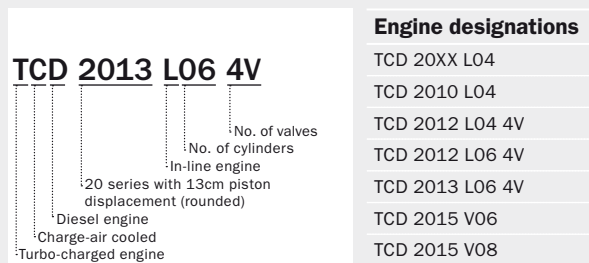 TCD 2013 L06 4V
No. of valves
No. of cylinders
In-line engine
20 series with 13cm piston
displacement (rounded)
Diesel engine
Charge-air cooled
Turbo-charged engine
Engine designations
TCD 20XX L04
TCD 2010 L04
TCD 2012 L04 4V
TCD 2012 L06 4V
TCD 2013 L06 4V
TCD 2015 V06
TCD 2015 V08